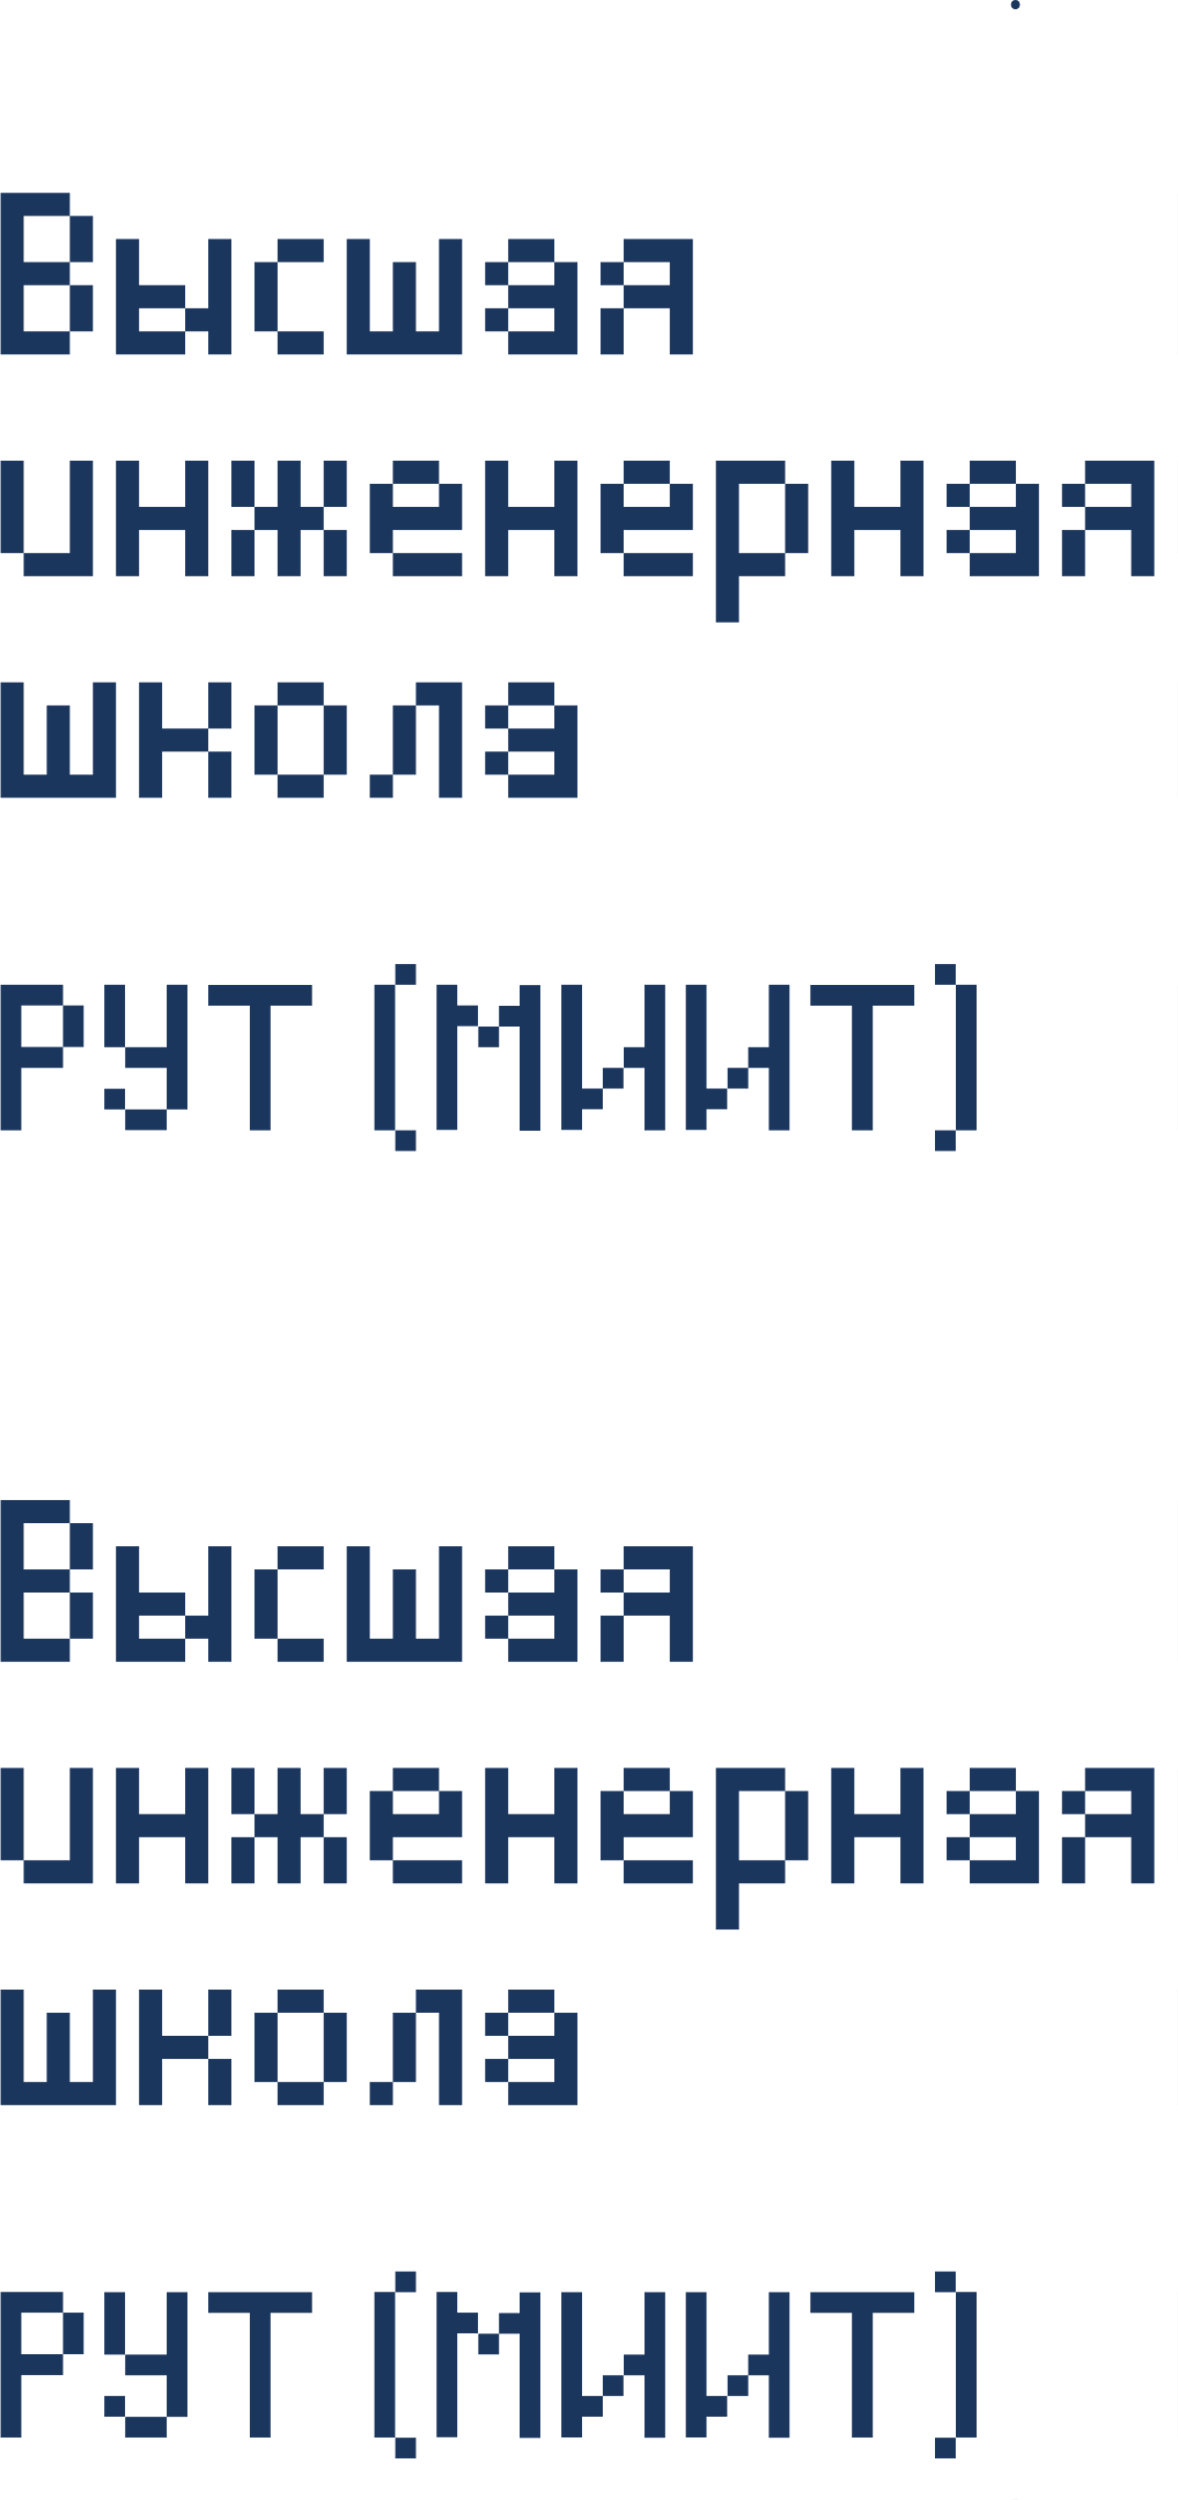 Высшая
инженерная
школа
РУТ (МИИТ)
Высшая
инженерная
школа
РУТ (МИИТ)